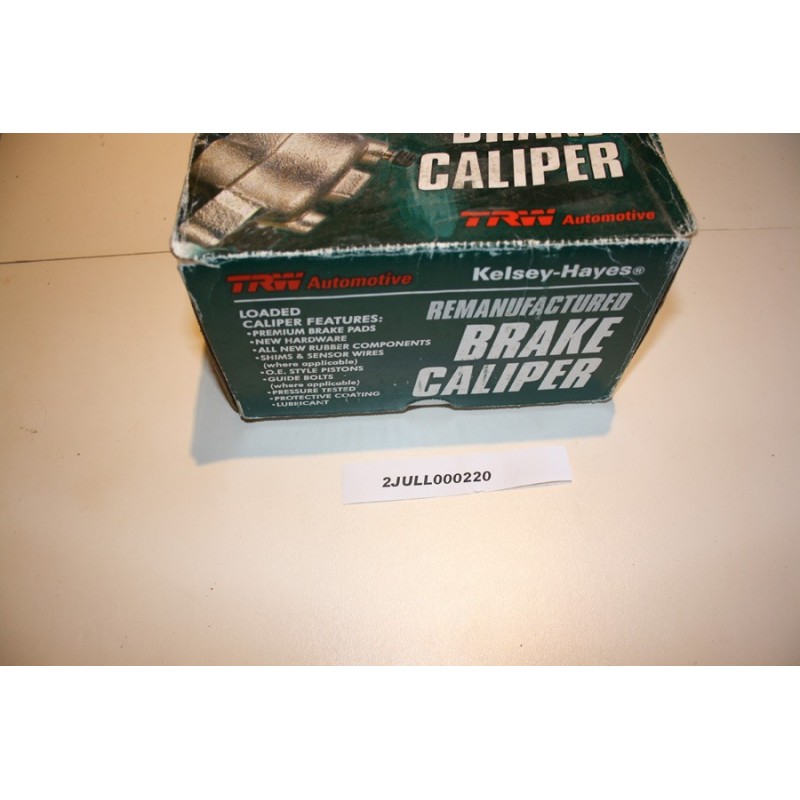 BRAKE
CALIPER
TRW Automotive
TRW Automotive
Kelsey-Hayes®
LOADED
CALIPER FEATURES:
•PREMIUM BRAKE PADS
•NEW HARDWARE
•ALL NEW RUBBER COMPONENTS
•SHIMS & SENSOR WIRES
(where applicable)
•O.E. STYLE PISTONS
•GUIDE BOLTS
(where applicable)
•PRESSURE TESTED
•PROTECTIVE COATING
•LUBRICANT
REMANUFACTURED
BRAKE
CALIPER
2JULL000220